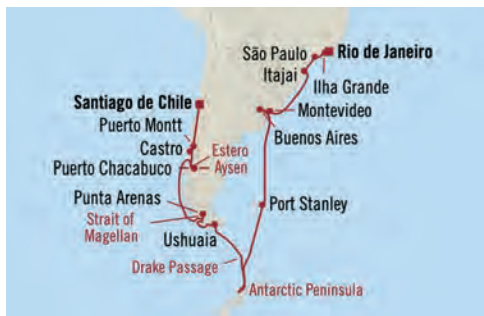 São Paulo
Rio de Janeiro
Itajai
Ilha Grande
Santiago de Chile
Montevideo
Puerto Montt
Buenos Aires
Castro
Estero
Aysen
Puerto Chacabuco
Punta Arenas
Port Stanley
Strait of
Magellan
Ushuaia
Drake Passage
Antarctic Peninsula